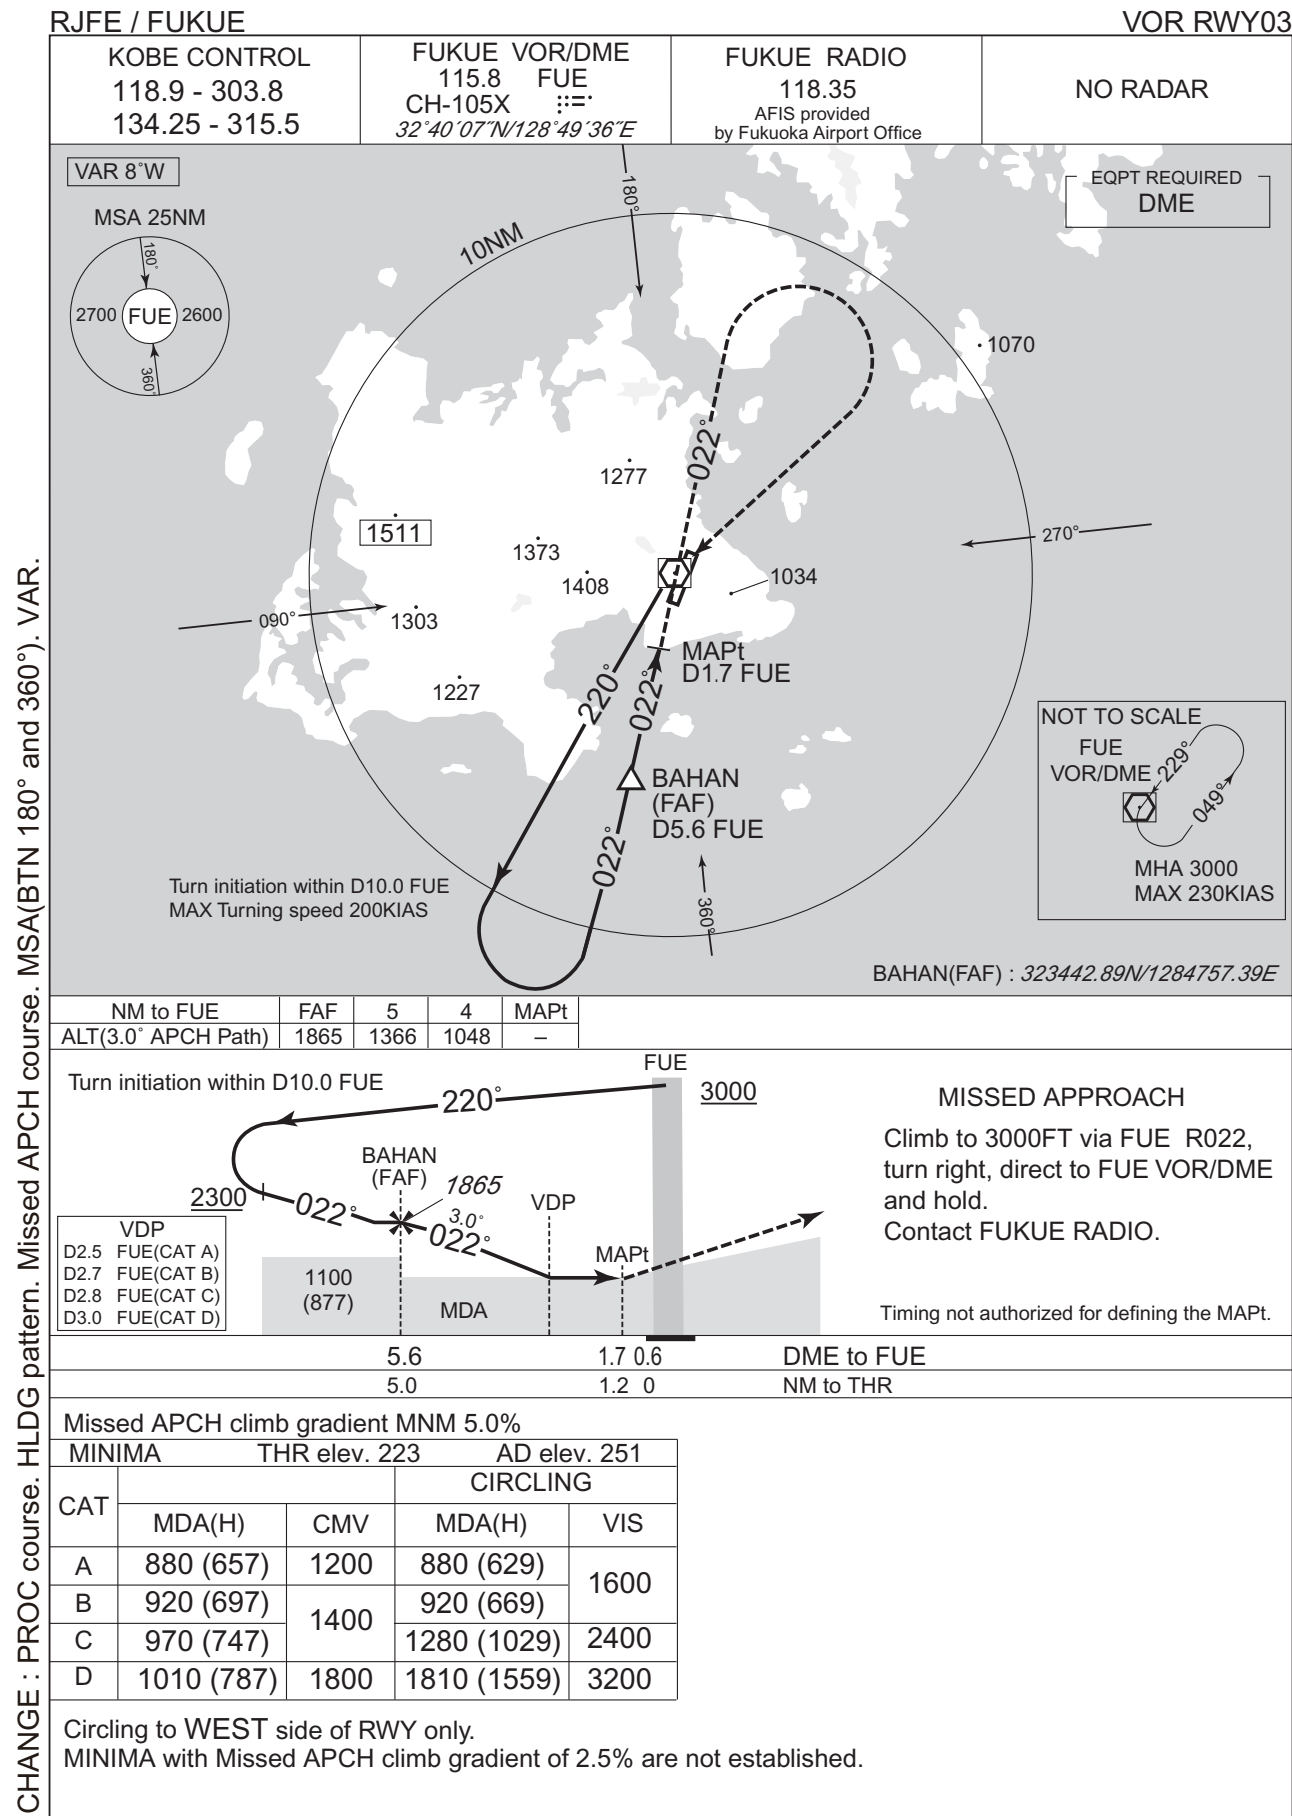 RJFE / FUKUE
VOR RWY03
KOBE CONTROL
118.9 - 303.8
134.25 - 315.5
FUKUE VOR/DME
115.8 FUE
CH-105X
32°40´07˝N/128°49´36˝E
FUKUE RADIO
118.35
AFIS provided
by Fukuoka Airport Office
NO RADAR
VAR 8°W
MSA 25NM
180°
2700
FUE
2600
360°
EQPT REQUIRED
DME
180°
10NM
1070
022°
1277
1511
1373
1408
270°
1034
090°
1303
MAPt
D1.7 FUE
1227
220°
022°
BAHAN
(FAF)
D5.6 FUE
022°
360°
NOT TO SCALE
FUE
VOR/DME
229°
049°
MHA 3000
MAX 230KIAS
Turn initiation within D10.0 FUE
MAX Turning speed 200KIAS
BAHAN(FAF) : 323442.89N/1284757.39E
NM to FUE FAF 5 4 MAPt
ALT(3.0° APCH Path) 1865 1366 1048 –
Turn initiation within D10.0 FUE
FUE
3000
220°
BAHAN
(FAF)
1865
2300
022°
3.0°
022°
VDP
MAPt
VDP
D2.5 FUE(CAT A)
D2.7 FUE(CAT B)
D2.8 FUE(CAT C)
D3.0 FUE(CAT D)
1100
(877)
MDA
MISSED APPROACH
Climb to 3000FT via FUE R022,
turn right, direct to FUE VOR/DME
and hold.
Contact FUKUE RADIO.
Timing not authorized for defining the MAPt.
5.6 1.7 0.6 DME to FUE
5.0 1.2 0 NM to THR
Missed APCH climb gradient MNM 5.0%
MINIMA THR elev. 223 AD elev. 251
CAT CIRCLING
MDA(H) CMV MDA(H) VIS
A 880 (657) 1200 880 (629) 1600
B 920 (697) 1400 920 (669)
C 970 (747) 1280 (1029) 2400
D 1010 (787) 1800 1810 (1559) 3200
Circling to WEST side of RWY only.
MINIMA with Missed APCH climb gradient of 2.5% are not established.
CHANGE : PROC course. HLDG pattern. Missed APCH course. MSA(BTN 180° and 360°). VAR.